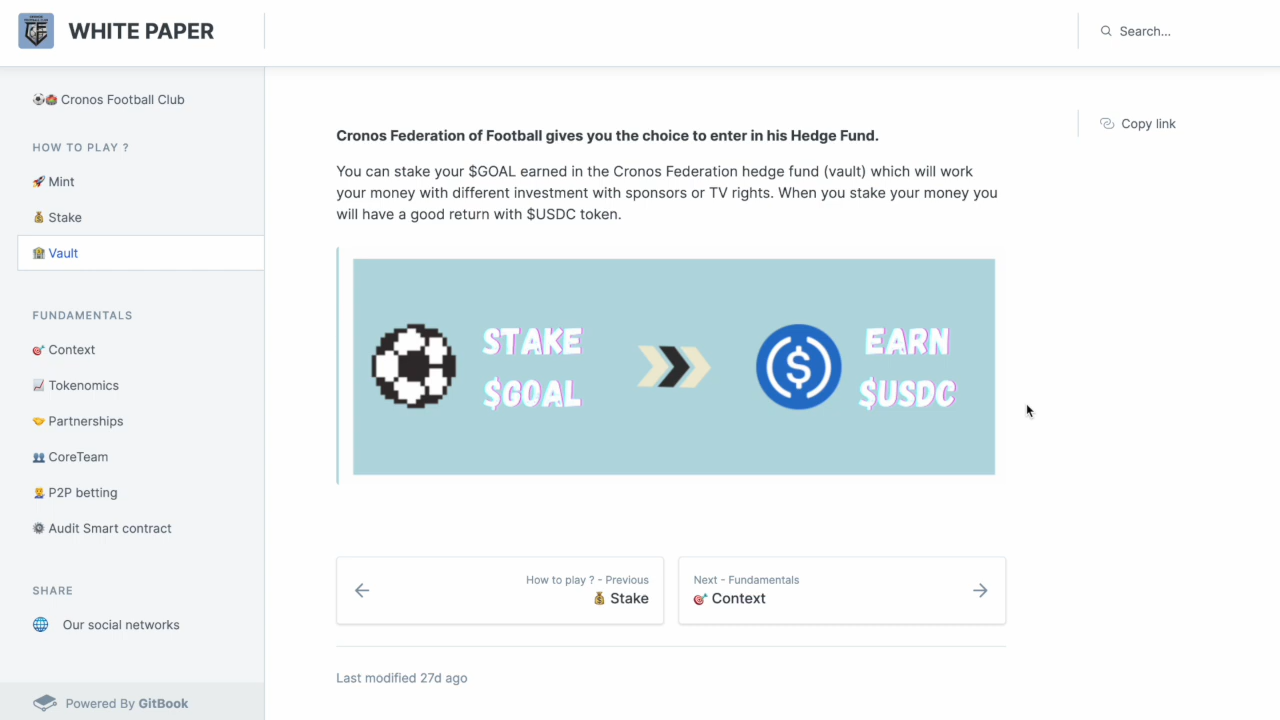 WHITE PAPER
Search...
Cronos Football Club
HOW TO PLAY ?
Mint
Stake
Vault
FUNDAMENTALS
Context
Tokenomics
Partnerships
CoreTeam
P2P betting
Audit Smart contract
SHARE
Our social networks
Powered By GitBook
Copy link
Cronos Federation of Football gives you the choice to enter in his Hedge Fund.
You can stake your $GOAL earned in the Cronos Federation hedge fund (vault) which will work
your money with different investment with sponsors or TV rights. When you stake your money you
will have a good return with $USDC token.
STAKE
$GOAL
EARN
$USDC
How to play ? - Previous
Stake
Next - Fundamentals
Context
Last modified 27d ago